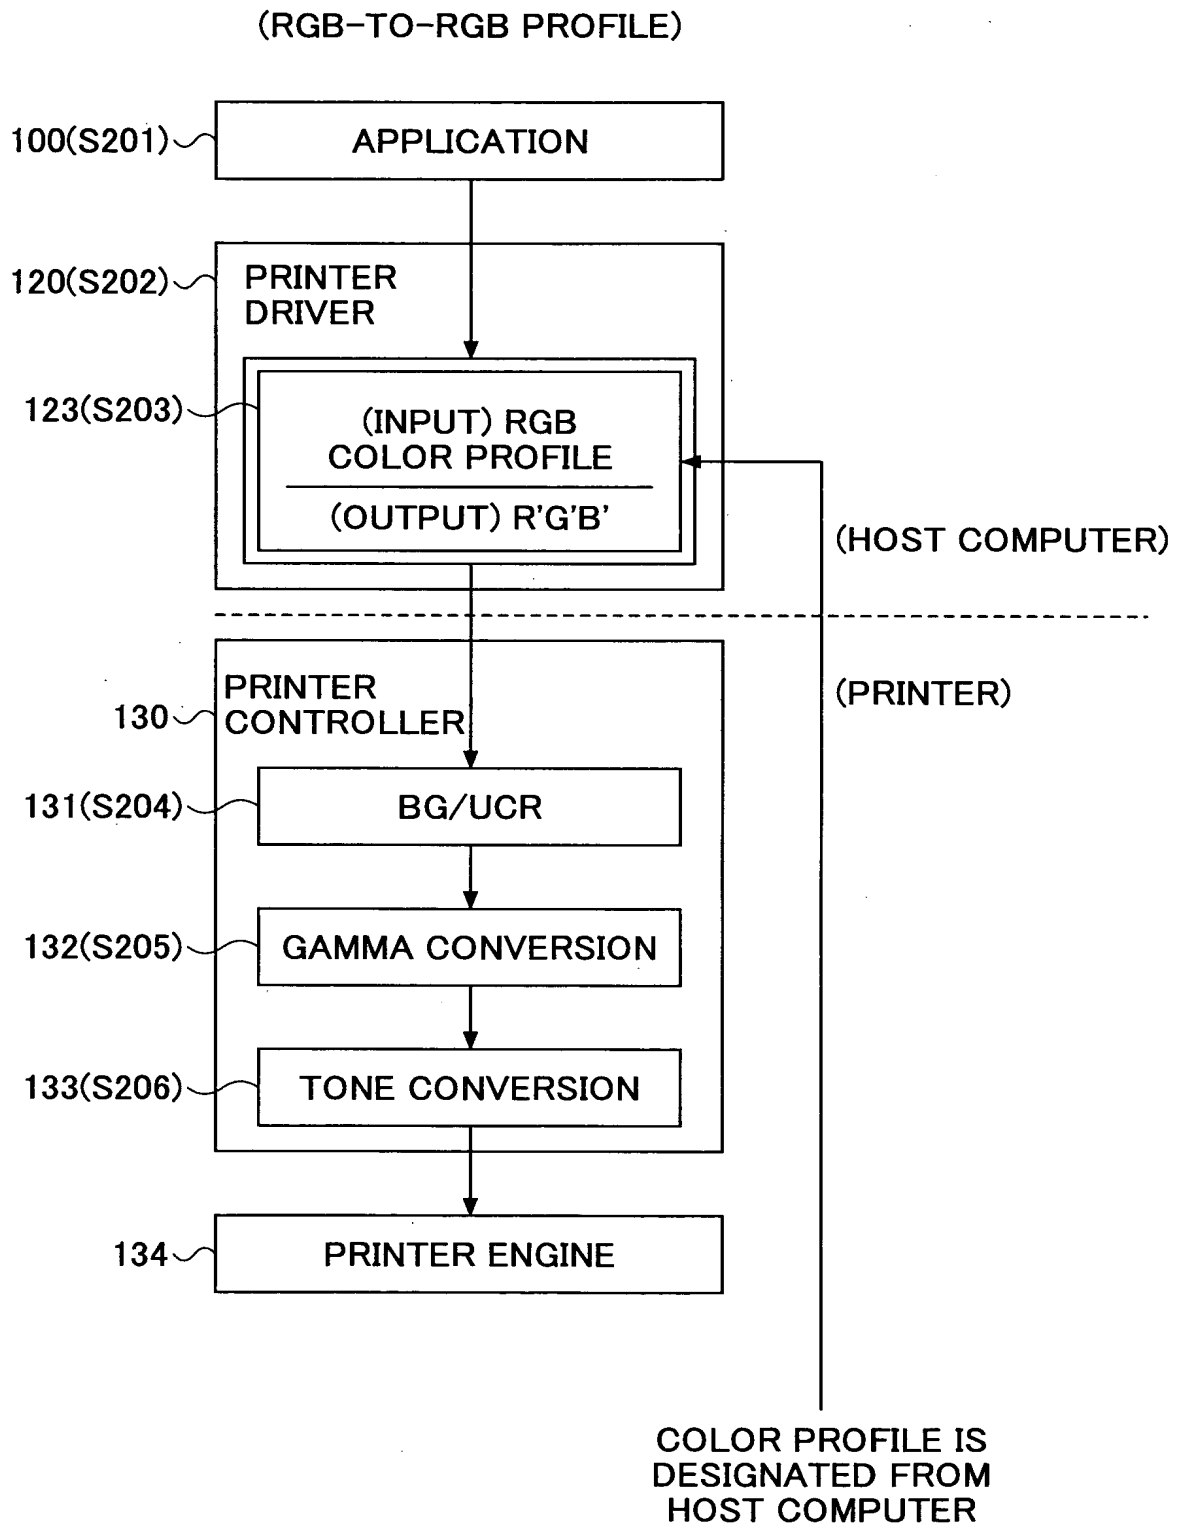 (RGB-TO-RGB PROFILE)
100(S201)
APPLICATION
120(S202)
PRINTER
DRIVER
123(S203)
(INPUT) RGB
COLOR PROFILE
(OUTPUT) R'G'B'
(HOST COMPUTER)
(PRINTER)
130
PRINTER
CONTROLLER
131(S204)
BG/UCR
132(S205)
GAMMA CONVERSION
133(S206)
TONE CONVERSION
134
PRINTER ENGINE
COLOR PROFILE IS
DESIGNATED FROM
HOST COMPUTER